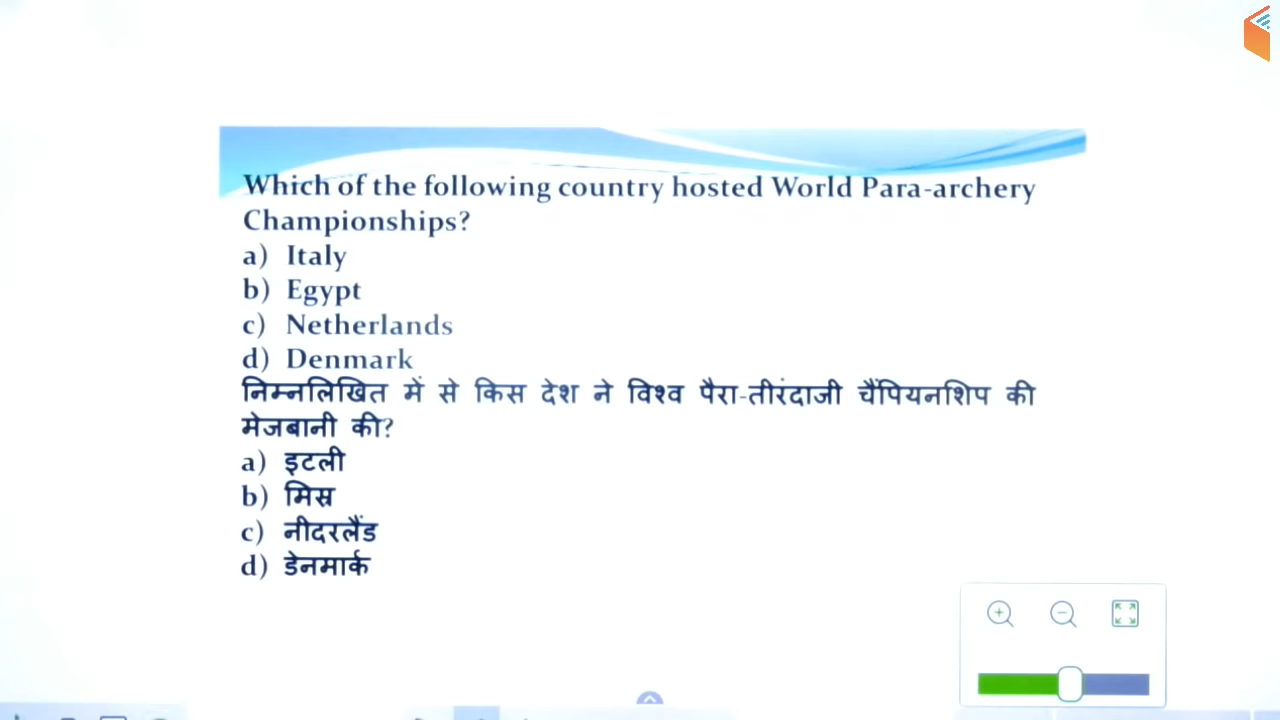 Which of the following country hosted World Para-archery
Championships?
a) Italy
b) Egypt
c) Netherlands
d) Denmark
निम्नलिखित में से किस देश ने विश्व पैरा-तीरंदाजी चैंपियनशिप की
मेजबानी की?
a) इटली
b) मिस्र
c) नीदरलैंड
d) डेनमार्क